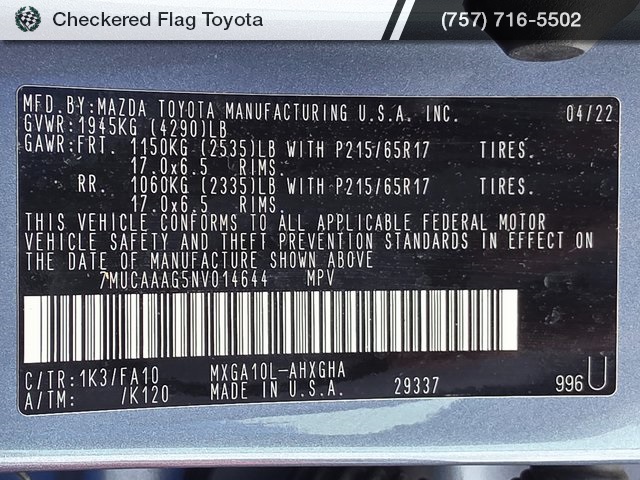 Checkered Flag Toyota (757) 716-5502
MFD.BY:MAZDA TOYOTA MANUFACTURING U.S.A. INC. 04/22
GVWR:1945KG (4290)LB
GAWR:FRT. 1150KG (2535)LB WITH P215/65R17 TIRES.
17.0x6.5 RIMS.
RR. 1060KG (2335)LB WITH P215/65R17 TIRES.
17.0x6.5 RIMS.
THIS VEHICLE CONFORMS TO ALL APPLICABLE FEDERAL MOTOR
VEHICLE SAFETY AND THEFT PREVENTION STANDARDS IN EFFECT ON
THE DATE OF MANUFACTURE SHOWN ABOVE
7MUCAAAG5NV014644 MPV
C/TR:1K3/FA10 MXGA10L-AHXGHA
A/TM: /K120 MADE IN U.S.A. 29337 996U